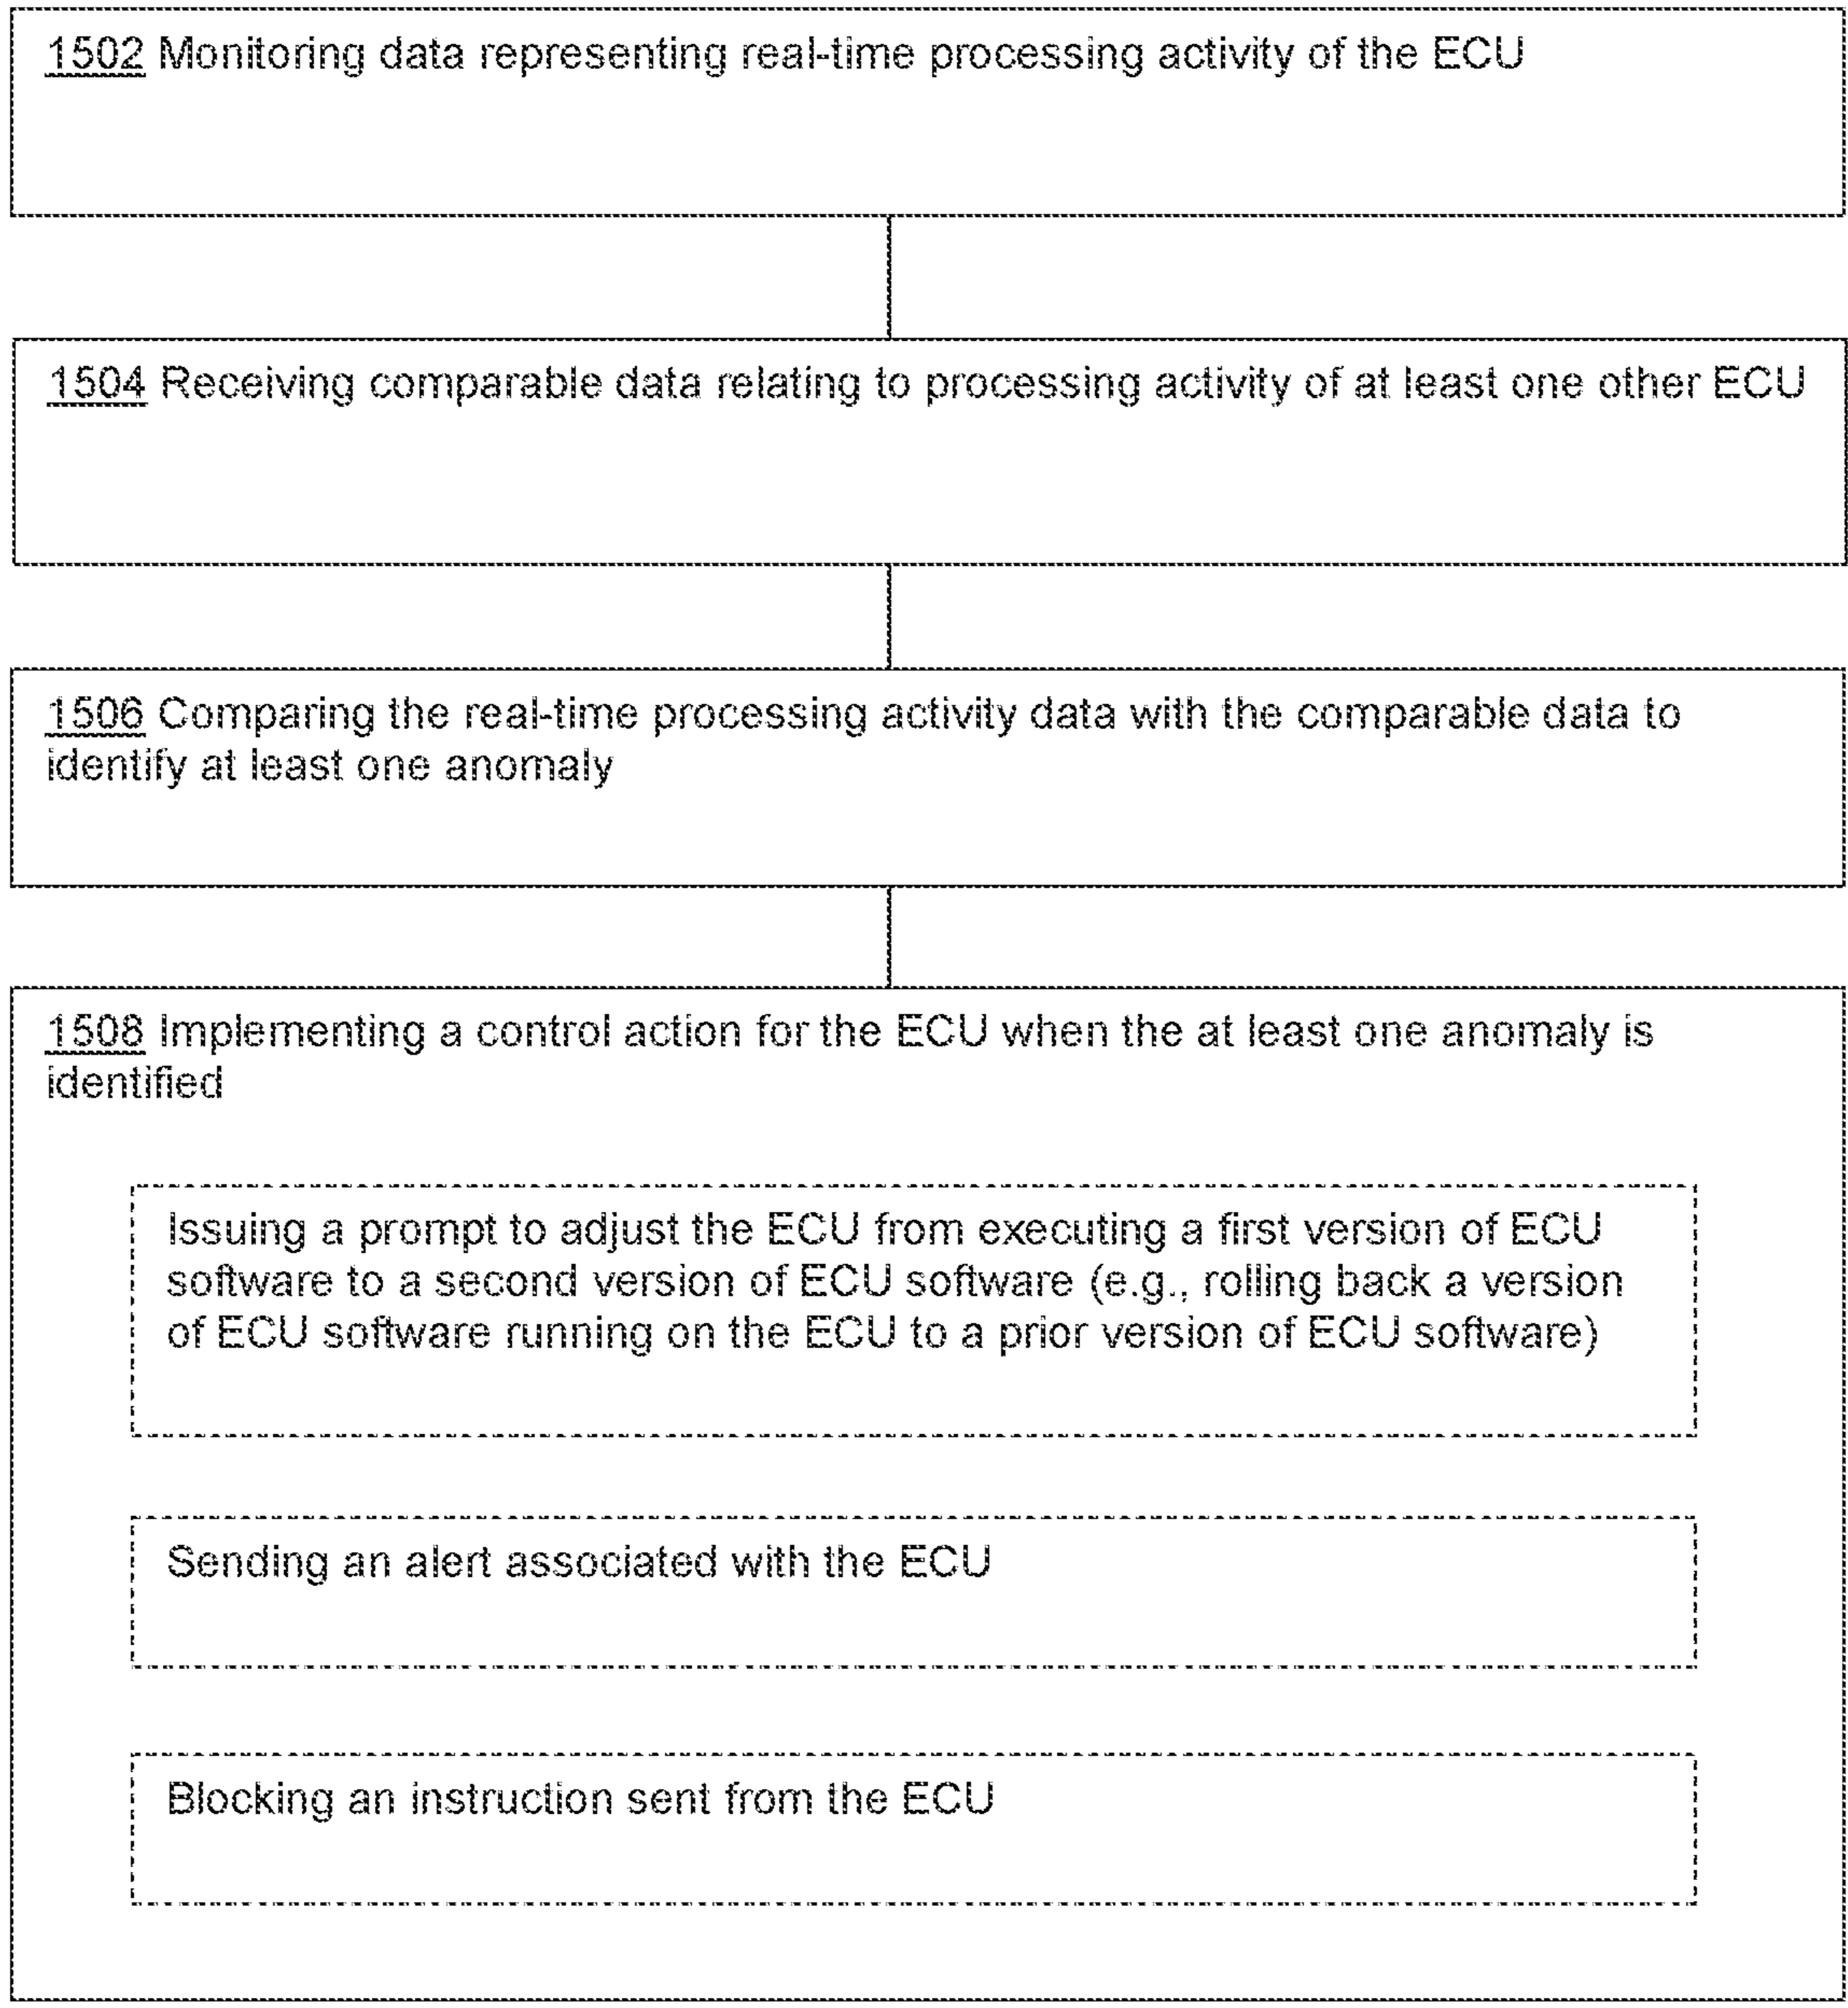 1502 Monitoring data representing real-time processing activity of the ECU
1504 Receiving comparable data relating to processing activity of at least one other ECU
1506 Comparing the real-time processing activity data with the comparable data to
identify at least one anomaly
1508 Implementing a control action for the ECU when the at least one anomaly is
identified
Issuing a prompt to adjust the ECU from executing a first version of ECU
software to a second version of ECU software (e.g., rolling back a version
of ECU software running on the ECU to a prior version of ECU software)
Sending an alert associated with the ECU
Blocking an instruction sent from the ECU